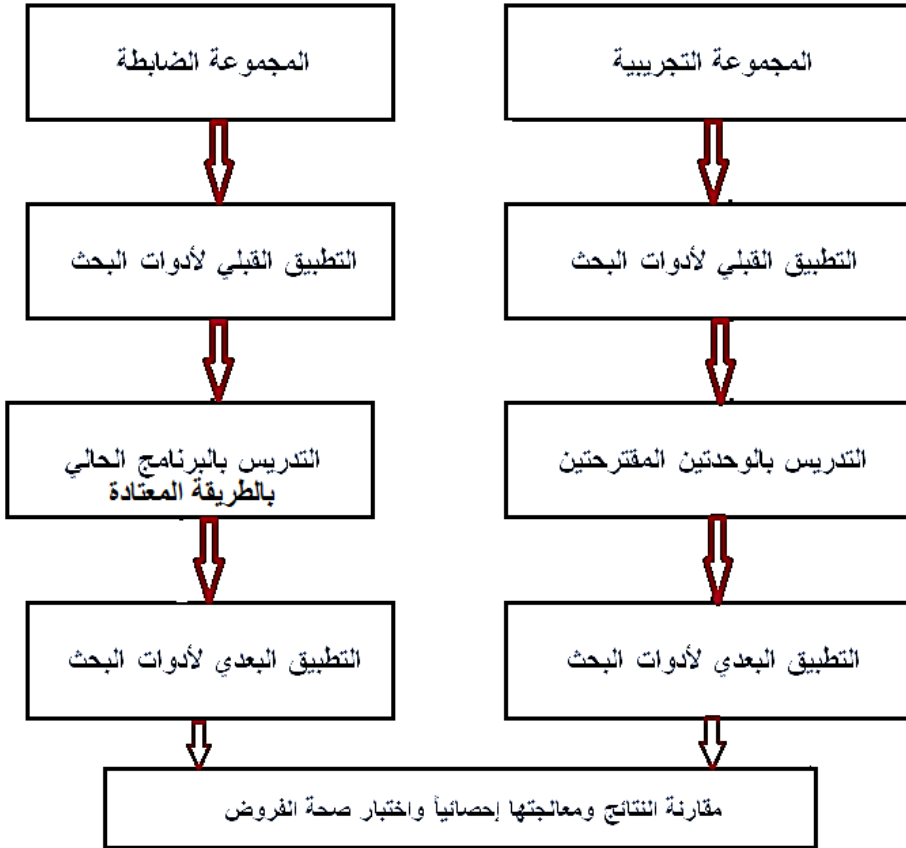 المجموعة التجريبية
المجموعة الضابطة
التطبيق القبلي لأدوات البحث
التطبيق القبلي لأدوات البحث
التدريس بالوحدتين المقترحتين
التدريس بالبرنامج الحالي
بالطريقة المعتادة
التطبيق البعدي لأدوات البحث
التطبيق البعدي لأدوات البحث
مقارنة النتائج ومعالجتها إحصائياً واختبار صحة الفروض